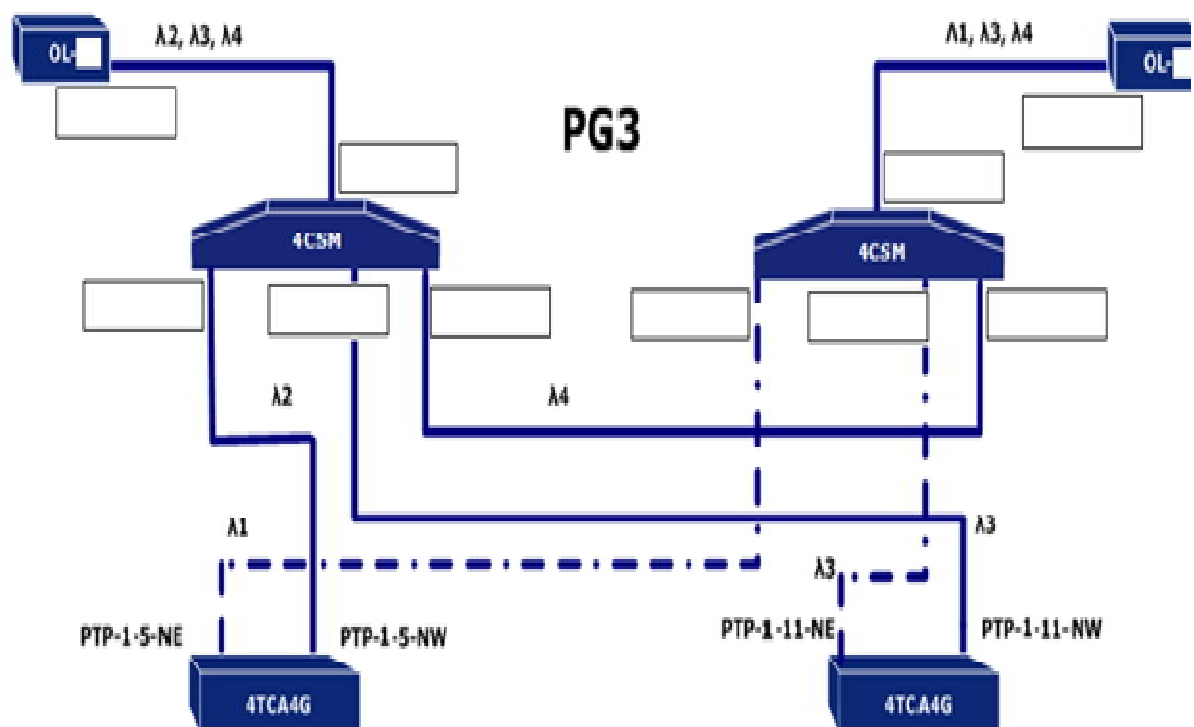 λ2, λ3, λ4
Λ1, λ3, λ4
OL-
OL-
PG3
4CSM
4CSM
λ2
λ4
λ1
λ3
λ3
PTP-1-5-NE
PTP-1-5-NW
PTP-1-11-NE
PTP-1-11-NW
4TCA4G
4TCA4G